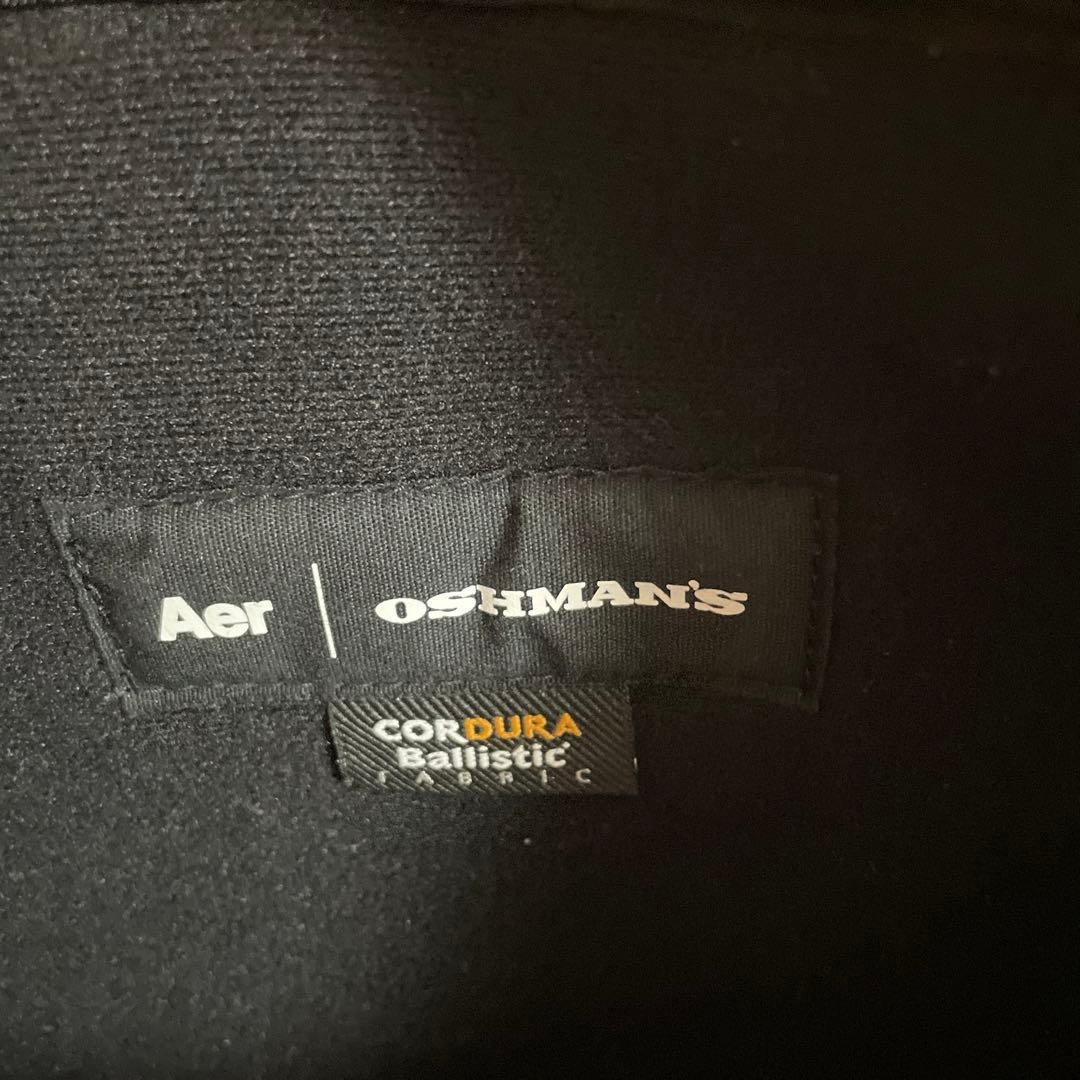 Aer | OSHMAN'S
CORDURA
Ballistic
FABRIC